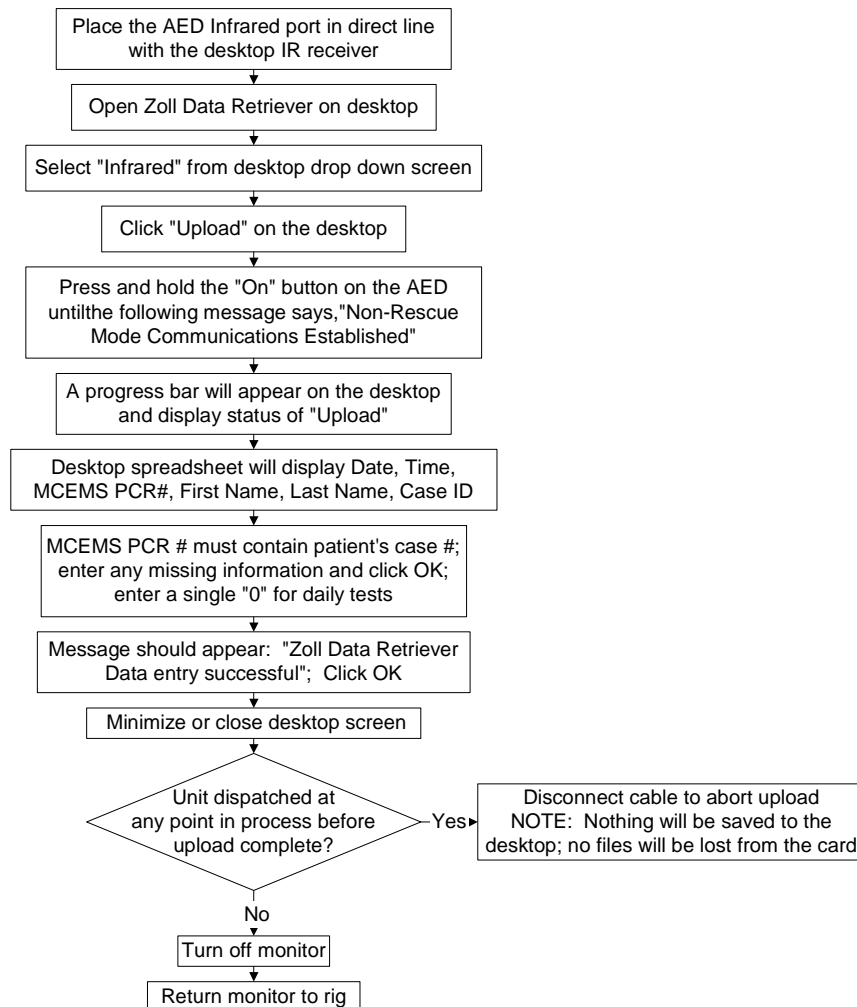 Place the AED Infrared port in direct line
with the desktop IR receiver
Open Zoll Data Retriever on desktop
Select "Infrared" from desktop drop down screen
Click "Upload" on the desktop
Press and hold the "On" button on the AED
untilthe following message says,"Non-Rescue
Mode Communications Established"
A progress bar will appear on the desktop
and display status of "Upload"
Desktop spreadsheet will display Date, Time,
MCEMS PCR#, First Name, Last Name, Case ID
MCEMS PCR # must contain patient's case #;
enter any missing information and click OK;
enter a single "0" for daily tests
Message should appear:  "Zoll Data Retriever
Data entry successful";  Click OK
Minimize or close desktop screen
Unit dispatched at
any point in process before
upload complete?
Yes
Disconnect cable to abort upload
NOTE:  Nothing will be saved to the
desktop; no files will be lost from the card
No
Turn off monitor
Return monitor to rig